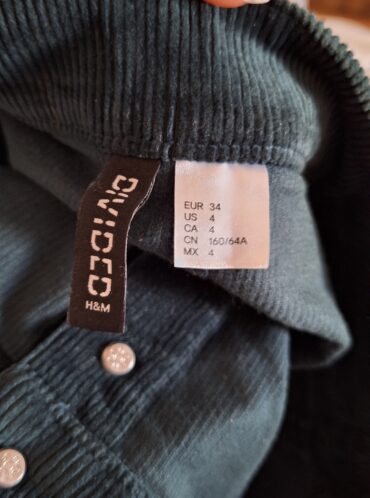 DIVIDED
H&M
EUR 34
US 4
CA 4
CN 160/64A
MX 4